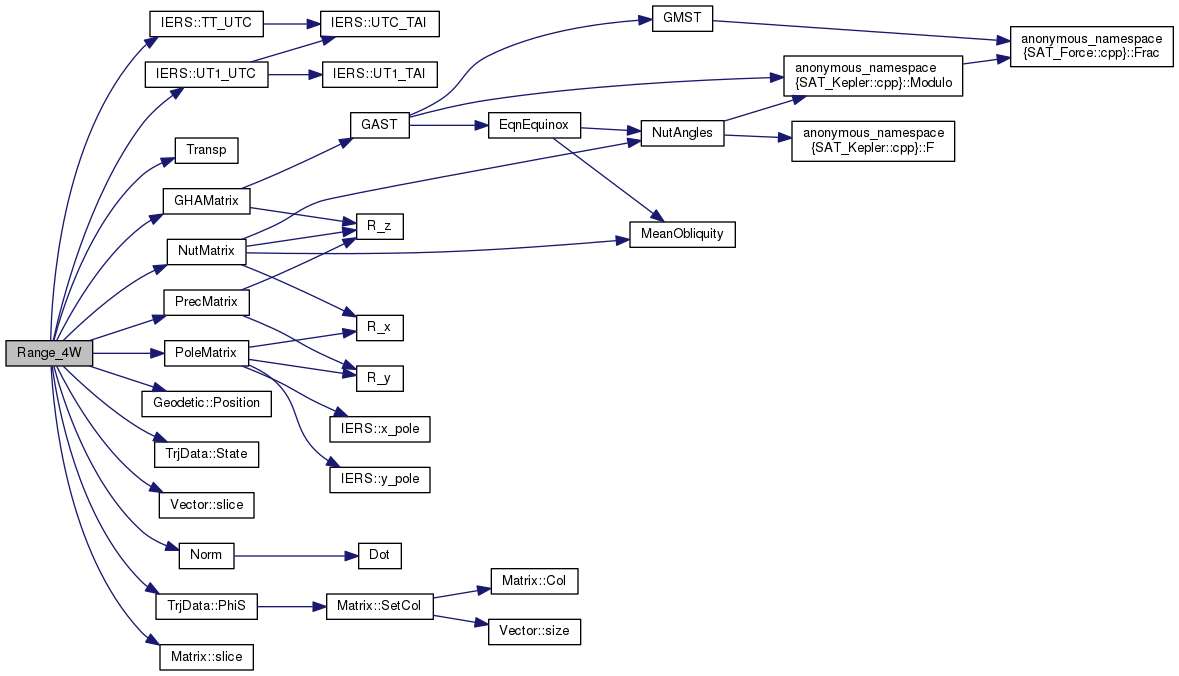 Range_4W
IERS::TT_UTC
IERS::UTC_TAI
IERS::UT1_UTC
IERS::UT1_TAI
Transp
GHAMatrix
GAST
GMST
anonymous_namespace
{SAT_Force::cpp}::Frac
anonymous_namespace
{SAT_Kepler::cpp}::Modulo
EqnEquinox
NutAngles
anonymous_namespace
{SAT_Kepler::cpp}::F
MeanObliquity
R_z
NutMatrix
PrecMatrix
R_x
PoleMatrix
R_y
Geodetic::Position
IERS::x_pole
TrjData::State
IERS::y_pole
Vector::slice
Norm
Dot
TrjData::PhiS
Matrix::SetCol
Matrix::Col
Vector::size
Matrix::slice